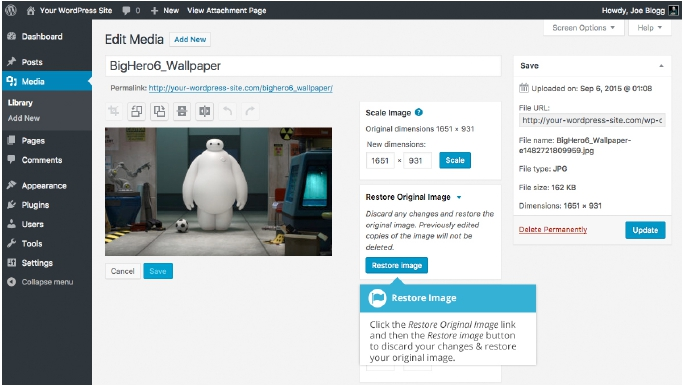 Your WordPress Site
New
View Attachment Page
Howdy, Joe Blogg
Dashboard
Posts
Media
Library
Add New
Pages
Comments
Appearance
Plugins
Users
Tools
Settings
Collapse menu
Screen Options
Help
Edit Media
Add New
BigHero6_Wallpaper
Permalink: http://your-wordpress-site.com/bighero6_wallpaper/
Cancel
Save
Scale Image
Original dimensions 1651 × 931
New dimensions:
1651 × 931
Scale
Restore Original Image
Discard any changes and restore the
original image. Previously edited
copies of the image will not be
deleted.
Restore image
Restore Image
Click the Restore Original Image link
and then the Restore image button
to discard your changes & restore
your original image.
Save
Uploaded on: Sep 6, 2015 @ 01:08
File URL:
http://your-wordpress-site.com/wp-c
File name: BigHero6_Wallpaper-
e1482721809959.jpg
File type: JPG
File size: 162 KB
Dimensions: 1651 × 931
Delete Permanently
Update